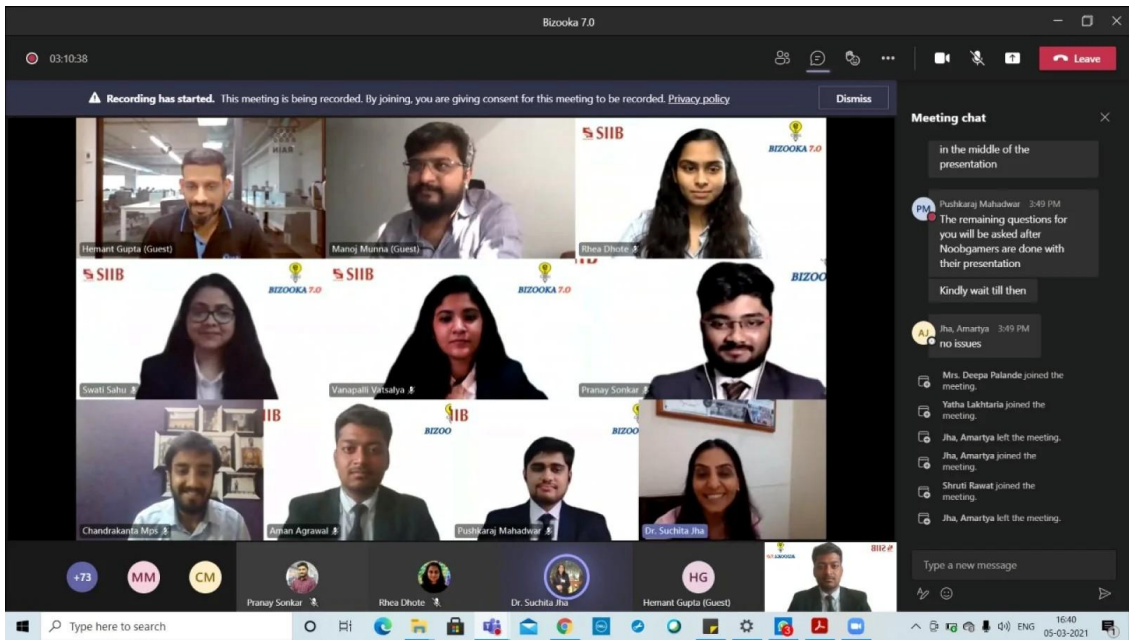 Bizooka 7.0
03:10:38
Leave
Recording has started. This meeting is being recorded. By joining, you are giving consent for this meeting to be recorded. Privacy policy
Dismiss
Meeting chat
in the middle of the
presentation
PM
Pushkaraj Mahadwar 3:49 PM
The remaining questions for
you will be asked after
Noobgamers are done with
their presentation
Kindly wait till then
AJ
Jha, Amartya 3:49 PM
no issues
Mrs. Deepa Palande joined the
meeting.
Yatha Lakhtaria joined the
meeting.
Jha, Amartya left the meeting.
Jha, Amartya joined the
meeting.
Shruti Rawat joined the
meeting.
Jha, Amartya left the meeting.
Type a new message
Hemant Gupta (Guest)
Manoj Munna (Guest)
SIIB
BIZOOKA 7.0
Rhea Dhote
SIIB
BIZOOKA 7.0
Swati Sahu
SIIB
BIZOOKA 7.0
Vanapalli Vatsalya
BIZOO
Pranay Sonkar
Chandrakanta Mps
IIB
BIZOO
Aman Agrawal
IIB
BIZOO
Pushkaraj Mahadwar
Dr. Suchita Jha
+73
MM
CM
Pranay Sonkar
Rhea Dhote
Dr. Suchita Jha
HG
Hemant Gupta (Guest)
SIIB
Type here to search
ENG
16:40
05-03-2021